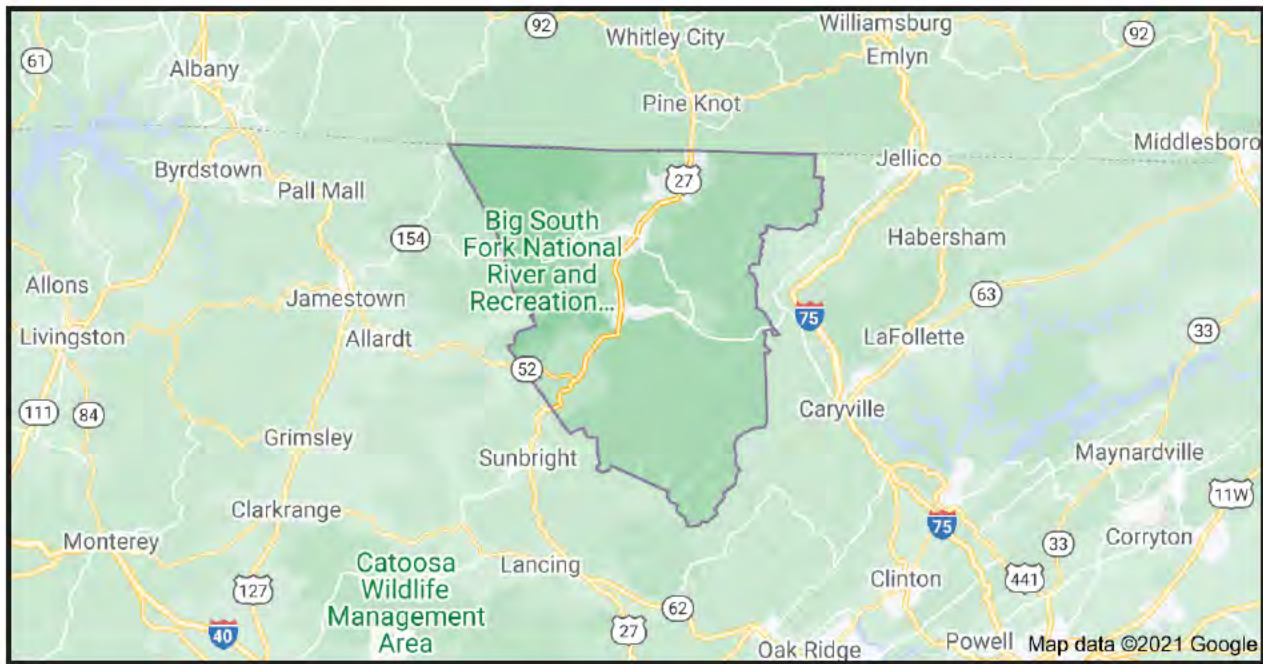 92
Williamsburg
61
Whitley City
92
Albany
Emlyn
Pine Knot
Middlesboro
Jellico
Byrdstown
Pall Mall
27
154
Big South
Fork National
River and
Recreation...
Habersham
Allons
Jamestown
63
75
33
Livingston
Allardt
LaFollette
52
111
84
Caryville
Grimsley
Sunbright
Maynardville
11W
Clarkrange
75
Monterey
33
Corryton
Catoosa
Wildlife
Management
Area
Lancing
127
Clinton
441
62
40
27
Oak Ridge
Powell
Map data ©2021 Google